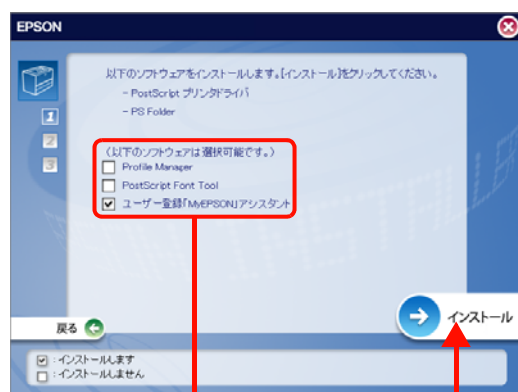 EPSON
以下のソフトウェアをインストールします。[インストール]をクリックしてください。
- PostScript プリンタドライバ
- PS Folder
1
2
3
(以下のソフトウェアは選択可能です。)
Profile Manager
PostScript Font Tool
ユーザー登録「MyEPSON」アシスタント
インストール
戻る
:インストールします
:インストールしません